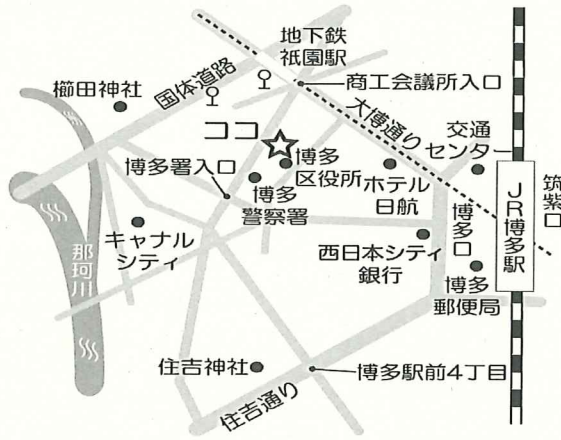 地下鉄
祇園駅
商工会議所入口
櫛田神社
国体道路
大博通り
交通
センター
ココ
博多署入口
博多
区役所
ホテル
日航
博多
警察署
筑紫口
JR博多駅
博多口
キャナル
シティ
西日本シティ
銀行
那珂川
博多
郵便局
住吉神社
博多駅前4丁目
住吉通り